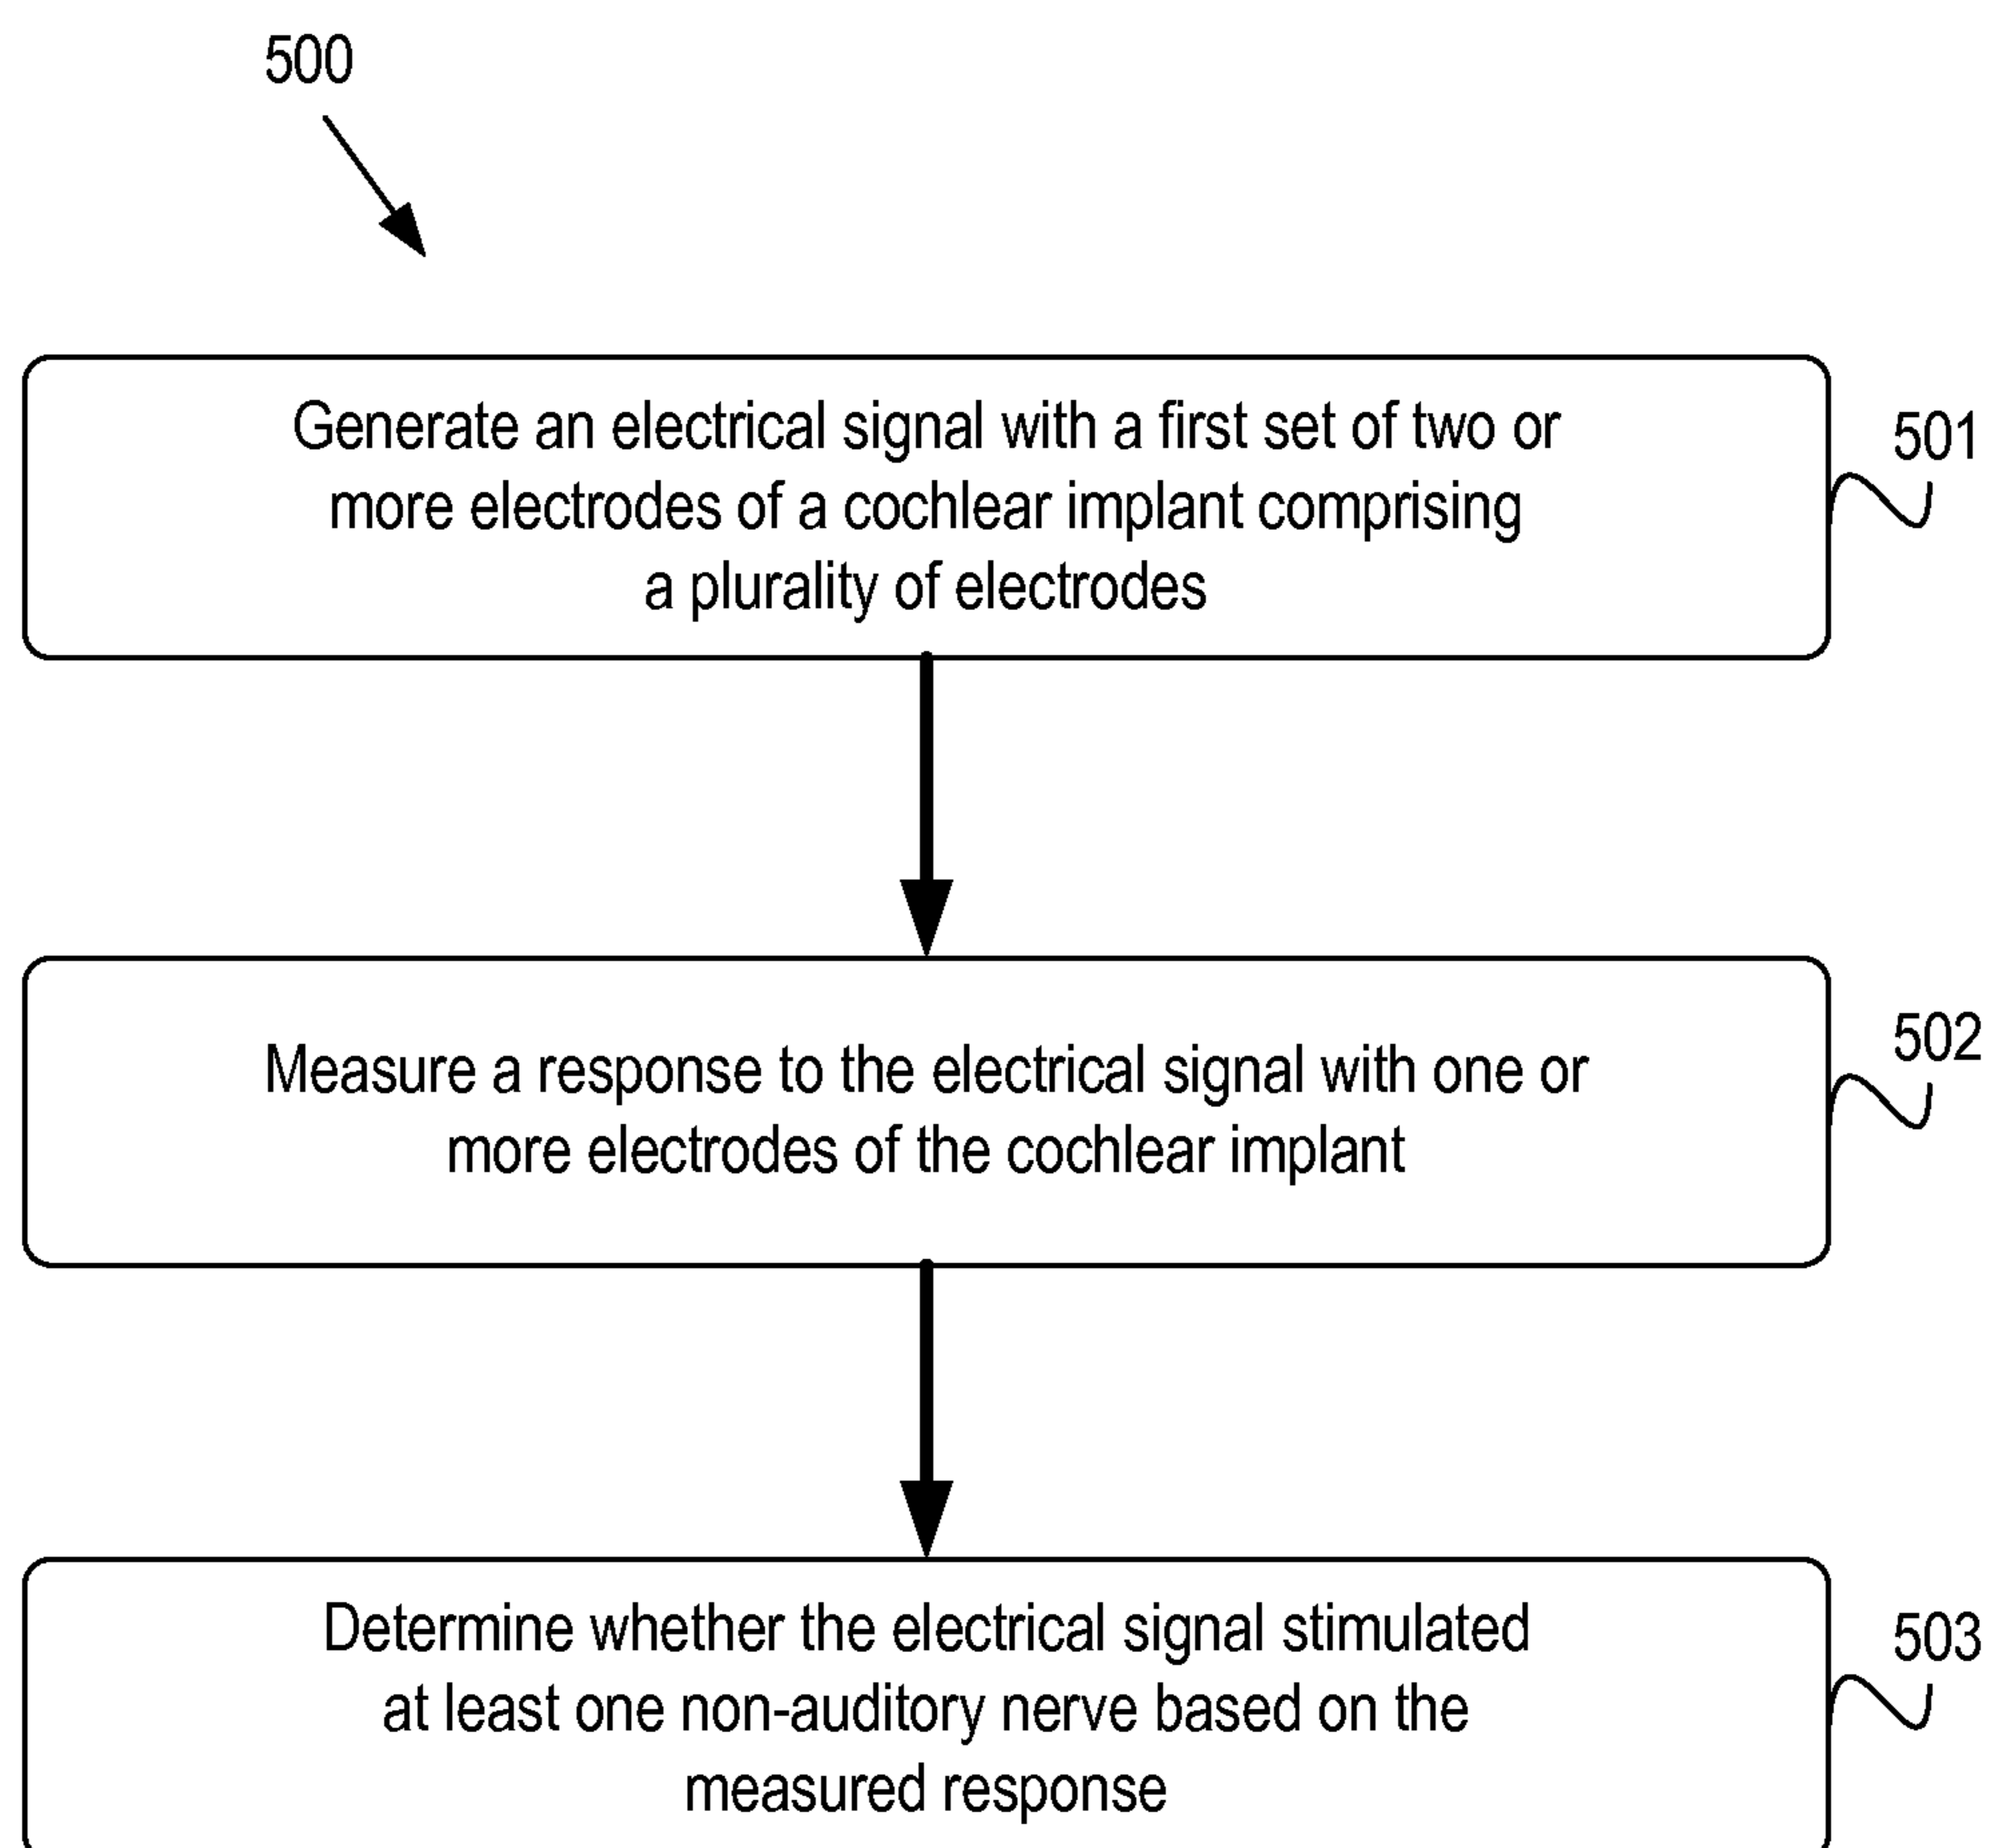 500
Generate an electrical signal with a first set of two or
more electrodes of a cochlear implant comprising
a plurality of electrodes
501
Measure a response to the electrical signal with one or
more electrodes of the cochlear implant
502
Determine whether the electrical signal stimulated
at least one non-auditory nerve based on the
measured response
503